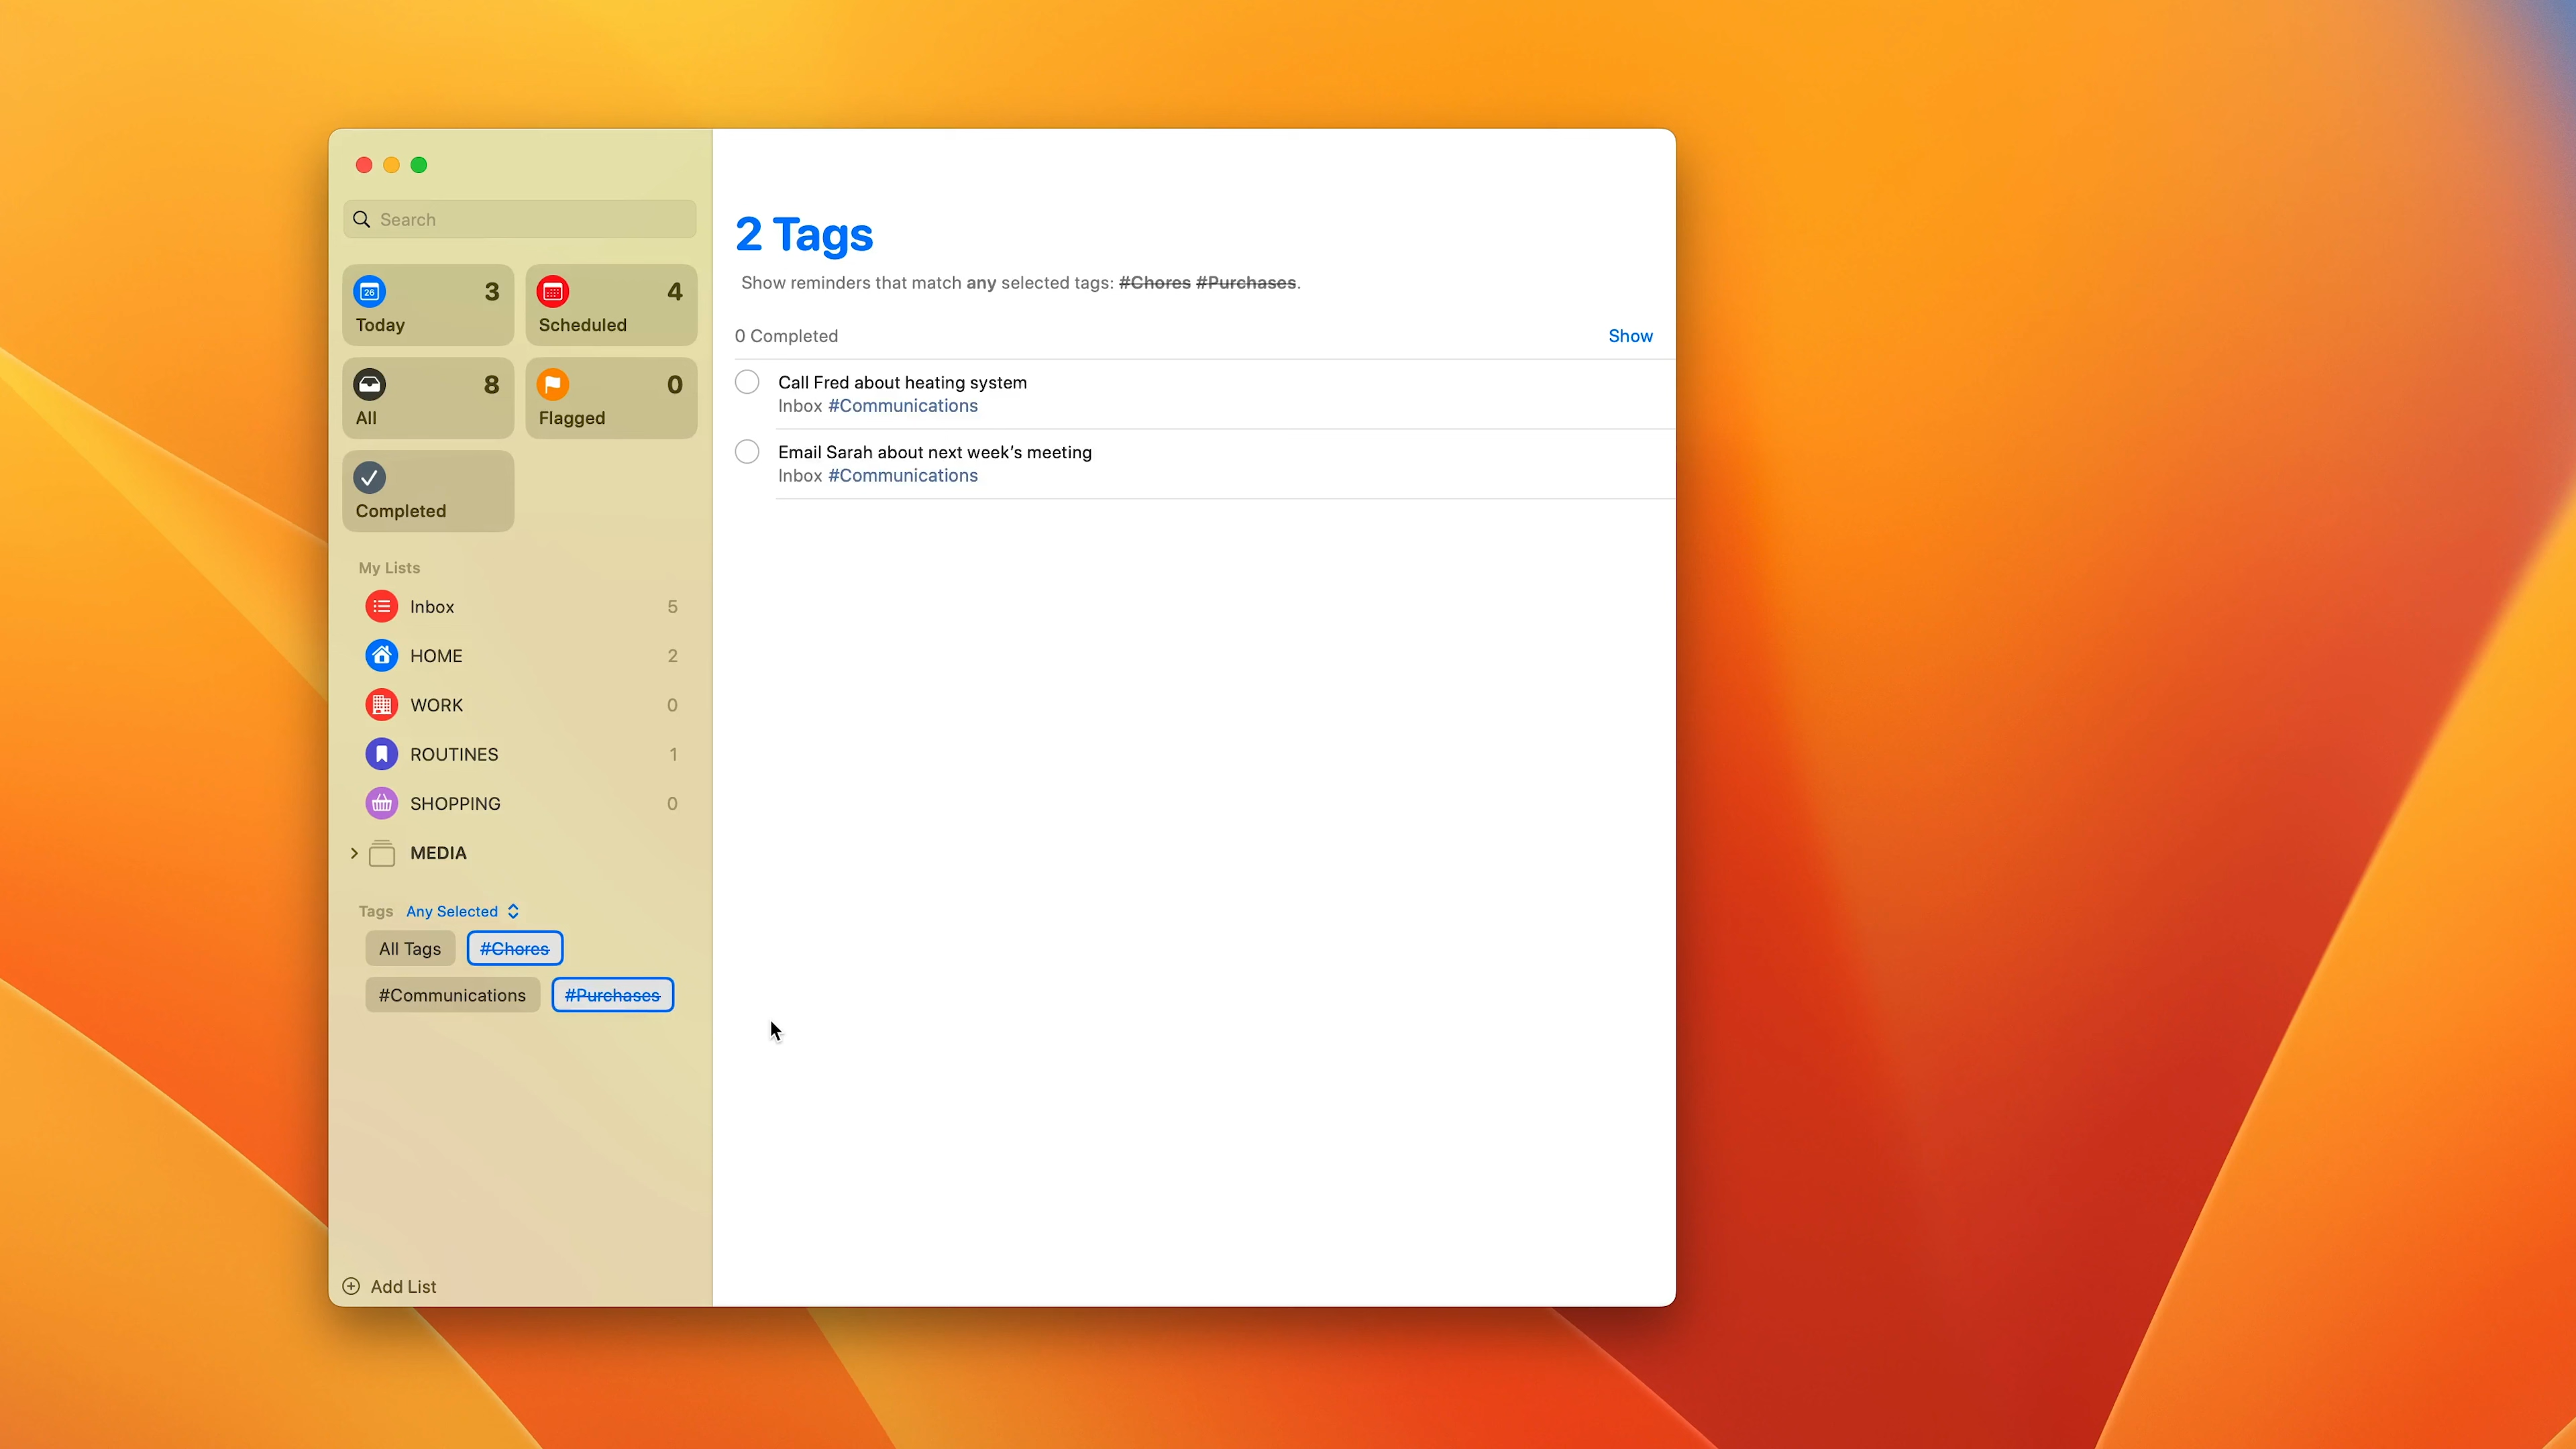 Search
26
3
Today
4
Scheduled
8
All
0
Flagged
Completed
My Lists
Inbox 5
HOME 2
WORK 0
ROUTINES 1
SHOPPING 0
MEDIA
Tags Any Selected
All Tags #Chores
#Communications #Purchases
Add List
2 Tags
Show reminders that match any selected tags: #Chores #Purchases.
0 Completed Show
Call Fred about heating system
Inbox #Communications
Email Sarah about next week’s meeting
Inbox #Communications